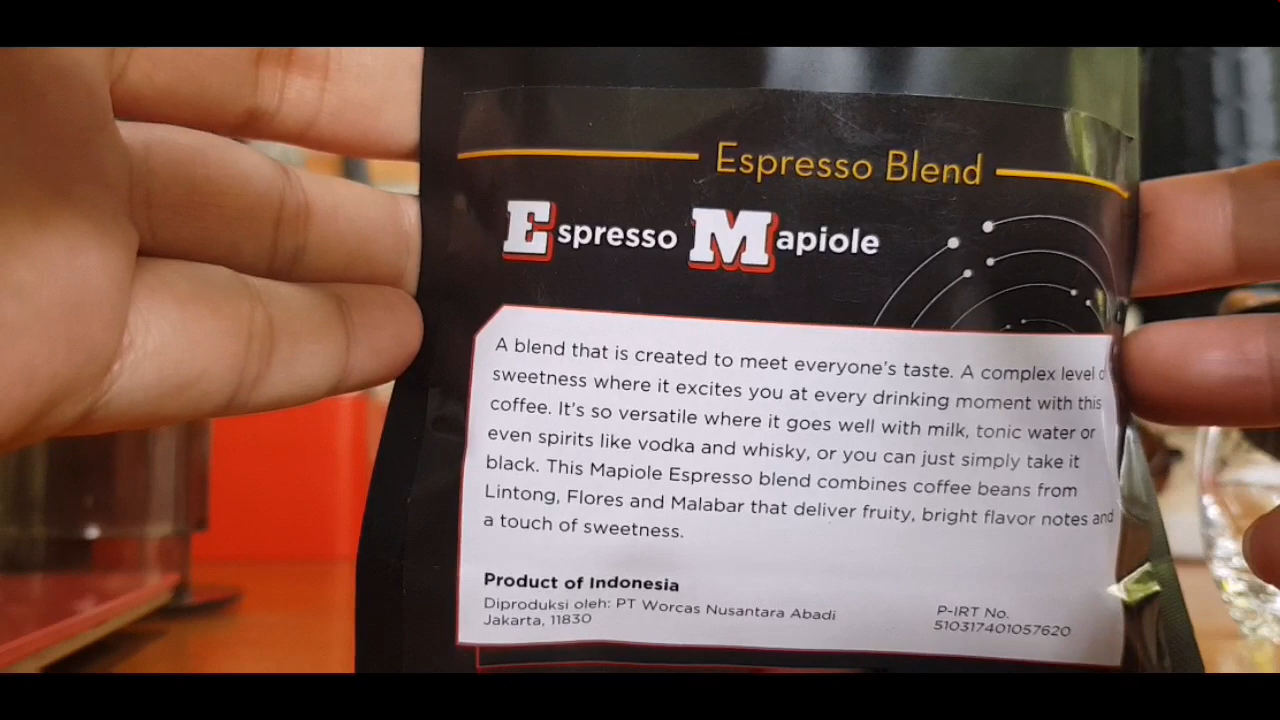 Espresso Blend
Espresso Mapiole
A blend that is created to meet everyone's taste. A complex level
sweetness where it excites you at every drinking moment with this
coffee. It's so versatile where it goes well with milk, tonic water or
even spirits like vodka and whisky, or you can just simply take it
black. This Mapiole Espresso blend combines coffee beans from
Lintong, Flores and Malabar that deliver fruity, bright flavor notes and
a touch of sweetness.
Product of Indonesia
Diproduksi oleh: PT Worcas Nusantara Abadi
Jakarta, 11830
P-IRT No.
510317401057620